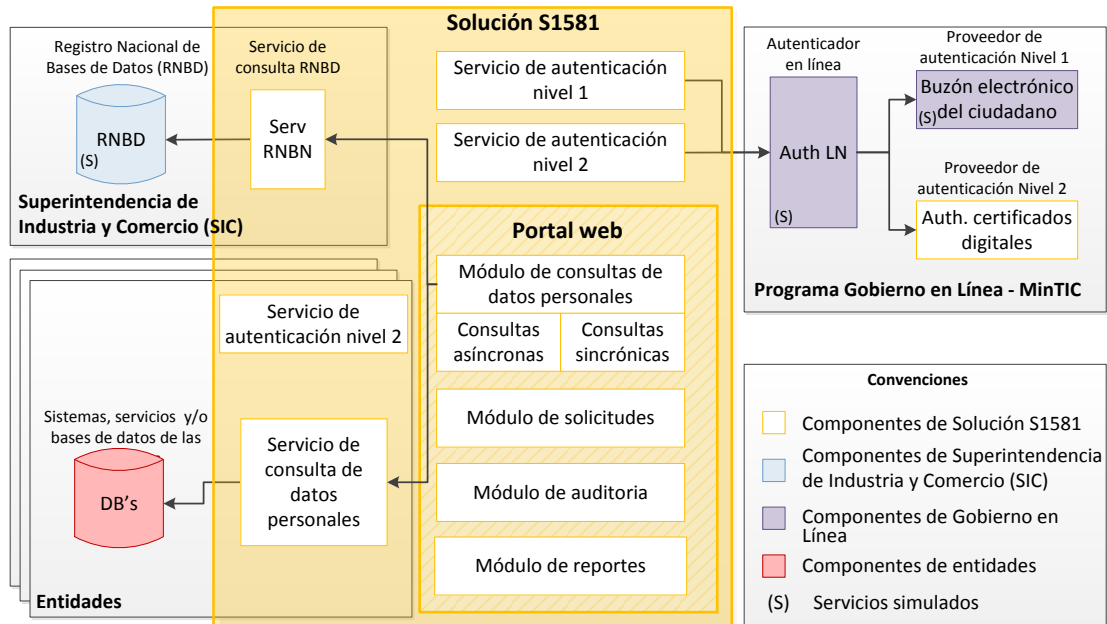 Solución S1581
Registro Nacional de
Bases de Datos (RNBD)
RNBD
(S)
Superintendencia de
Industria y Comercio (SIC)
Servicio de
consulta RNBD
Serv
RNBN
Servicio de autenticación
nivel 1
Servicio de autenticación
nivel 2
Autenticador
en línea
Auth LN
(S)
Proveedor de
autenticación Nivel 1
Buzón electrónico
del ciudadano
(S)
Proveedor de
autenticación Nivel 2
Auth. certificados
digitales
Programa Gobierno en Línea - MinTIC
Portal web
Módulo de consultas de
datos personales
Consultas
asíncronas
Consultas
sincrónicas
Módulo de solicitudes
Módulo de auditoria
Módulo de reportes
Servicio de
autenticación nivel 2
Sistemas, servicios y/o
bases de datos de las
DB's
Servicio de
consulta de
datos
personales
Entidades
Convenciones
Componentes de Solución S1581
Componentes de Superintendencia
de Industria y Comercio (SIC)
Componentes de Gobierno en
Línea
Componentes de entidades
(S) Servicios simulados